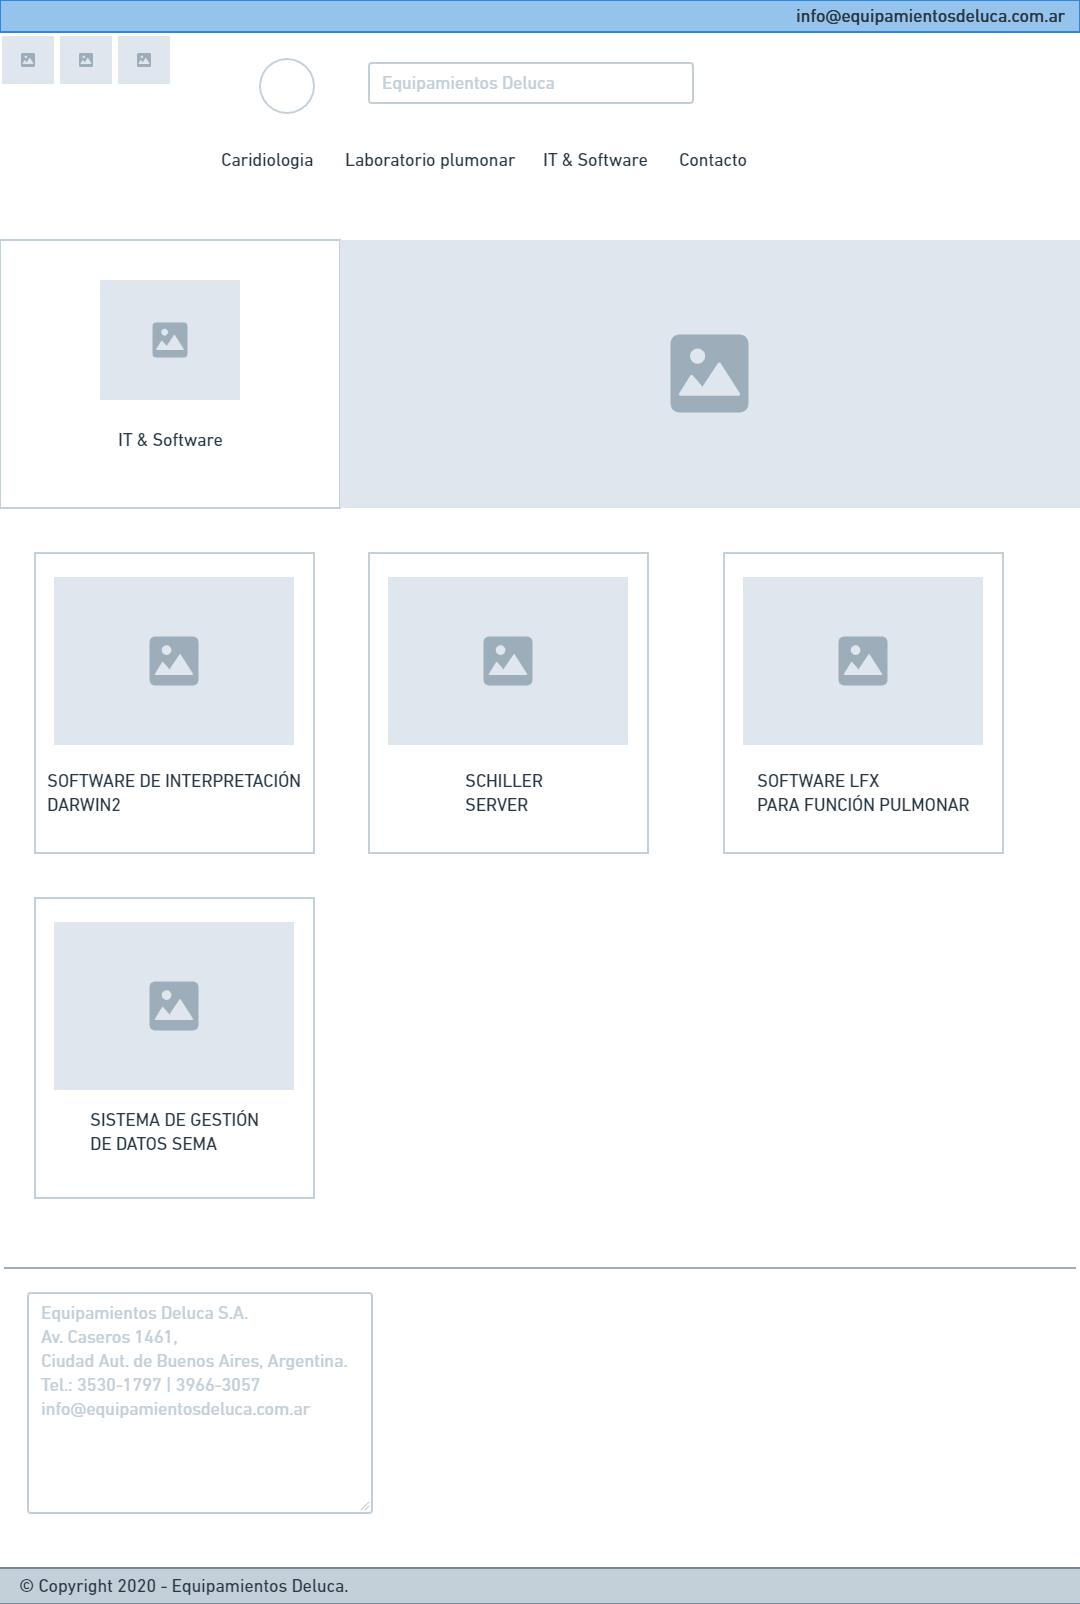 info@equipamientosdeluca.com.ar
Equipamientos Deluca
Caridiologia Laboratorio plumonar IT & Software Contacto
IT & Software
SOFTWARE DE INTERPRETACIÓN
DARWIN2
SCHILLER
SERVER
SOFTWARE LFX
PARA FUNCIÓN PULMONAR
SISTEMA DE GESTIÓN
DE DATOS SEMA
Equipamientos Deluca S.A.
Av. Caseros 1461,
Ciudad Aut. de Buenos Aires, Argentina.
Tel.: 3530-1797 | 3966-3057
info@equipamientosdeluca.com.ar
© Copyright 2020 - Equipamientos Deluca.